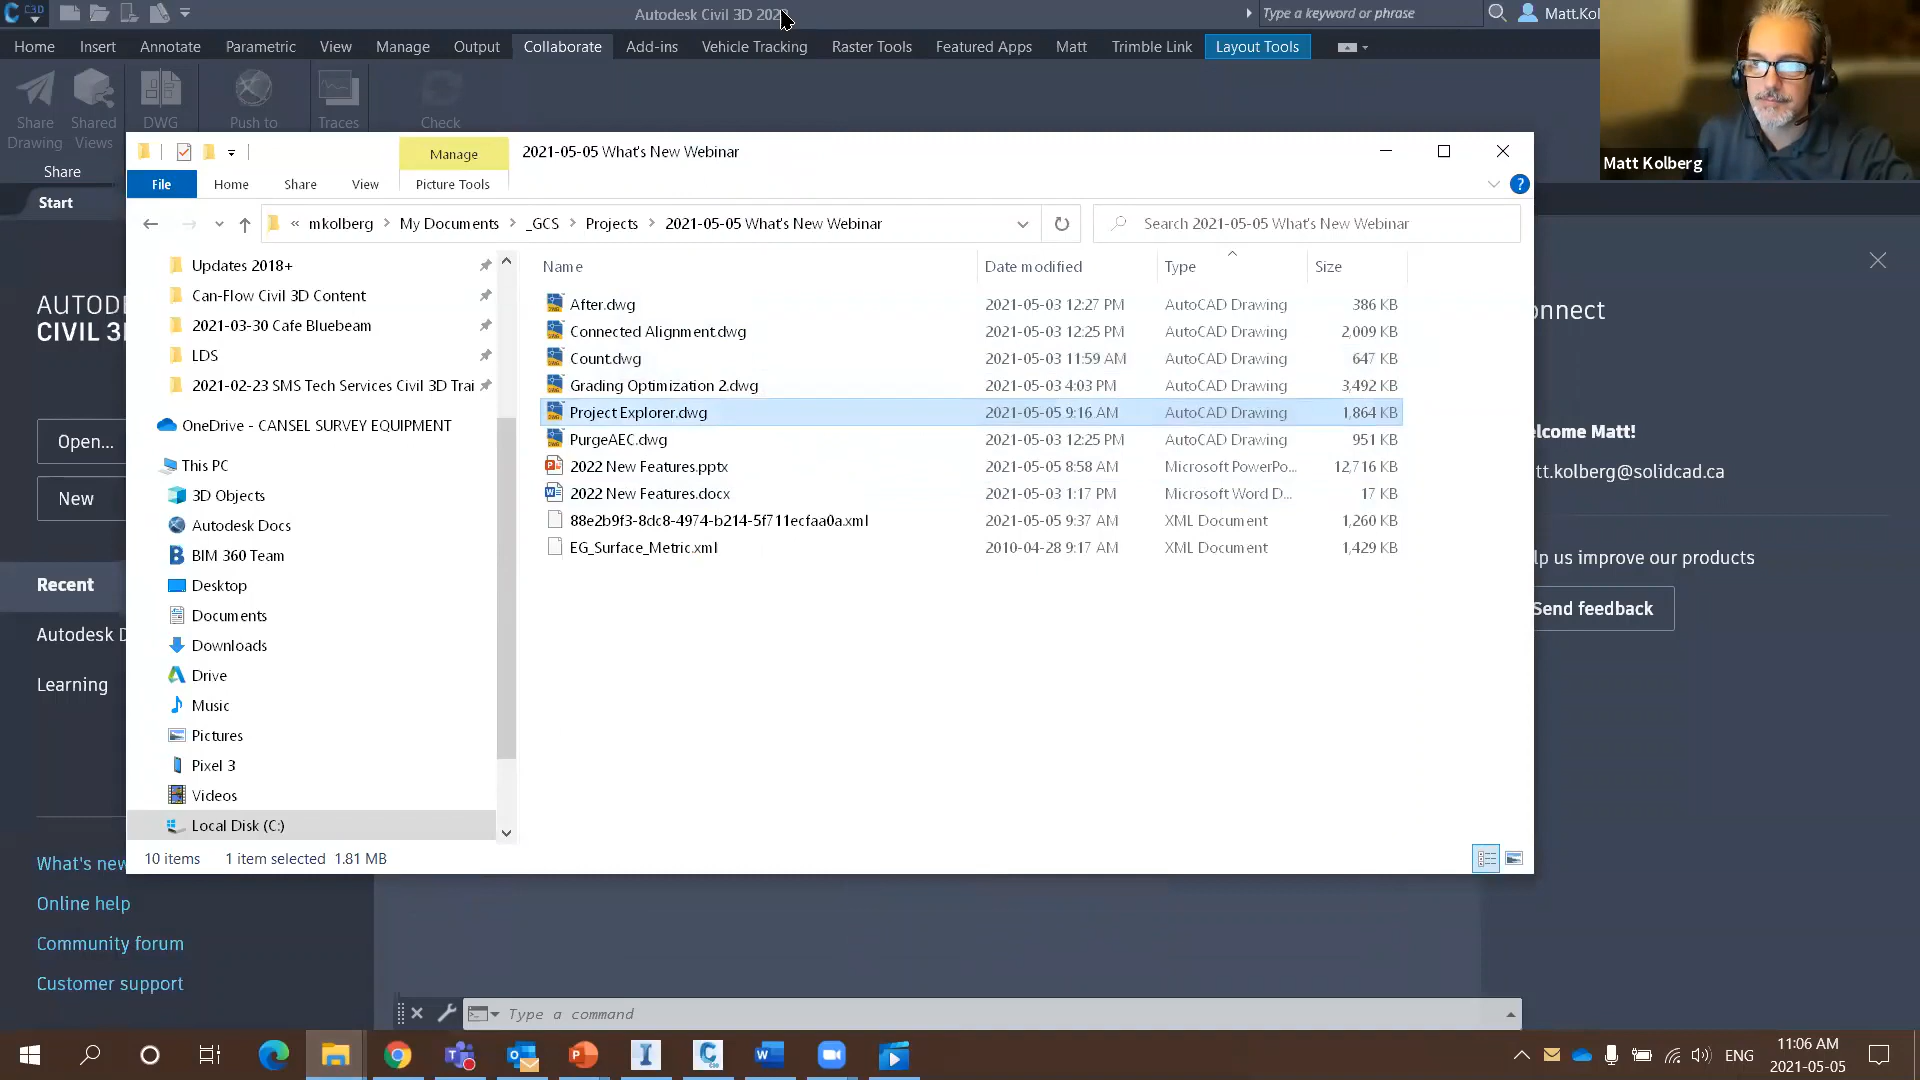 C3D
Autodesk Civil 3D 202
Type a keyword or phrase
Matt.Kol
Home Insert Annotate Parametric View Manage Output Collaborate Add-ins Vehicle Tracking Raster Tools Featured Apps Matt Trimble Link Layout Tools
Share Shared DWG Push to Traces Check
Drawing Views
Share
Matt Kolberg
Manage
2021-05-05 What's New Webinar
File Home Share View Picture Tools
Start
« mkolberg > My Documents > _GCS > Projects > 2021-05-05 What's New Webinar
Search 2021-05-05 What's New Webinar
Name Date modified Type Size
After.dwg 2021-05-03 12:27 PM AutoCAD Drawing 386 KB
Connected Alignment.dwg 2021-05-03 12:25 PM AutoCAD Drawing 2,009 KB
Count.dwg 2021-05-03 11:59 AM AutoCAD Drawing 647 KB
Grading Optimization 2.dwg 2021-05-03 4:03 PM AutoCAD Drawing 3,492 KB
Project Explorer.dwg 2021-05-05 9:16 AM AutoCAD Drawing 1,864 KB
PurgeAEC.dwg 2021-05-03 12:25 PM AutoCAD Drawing 951 KB
2022 New Features.pptx 2021-05-05 8:58 AM Microsoft PowerPo... 12,716 KB
2022 New Features.docx 2021-05-03 1:17 PM Microsoft Word D... 17 KB
88e2b9f3-8dc8-4974-b214-5f711ecfaa0a.xml 2021-05-05 9:37 AM XML Document 1,260 KB
EG_Surface_Metric.xml 2010-04-28 9:17 AM XML Document 1,429 KB
Updates 2018+
Can-Flow Civil 3D Content
2021-03-30 Cafe Bluebeam
LDS
2021-02-23 SMS Tech Services Civil 3D Trai
OneDrive - CANSEL SURVEY EQUIPMENT
This PC
3D Objects
Autodesk Docs
BIM 360 Team
Desktop
Documents
Downloads
Drive
Music
Pictures
Pixel 3
Videos
Local Disk (C:)
10 items 1 item selected 1.81 MB
AUTOD
CIVIL 3
Open...
New
Recent
Autodesk D
Learning
What's new
Online help
Community forum
Customer support
onnect
lcome Matt!
tt.kolberg@solidcad.ca
lp us improve our products
Send feedback
Type a command
ENG
11:06 AM
2021-05-05